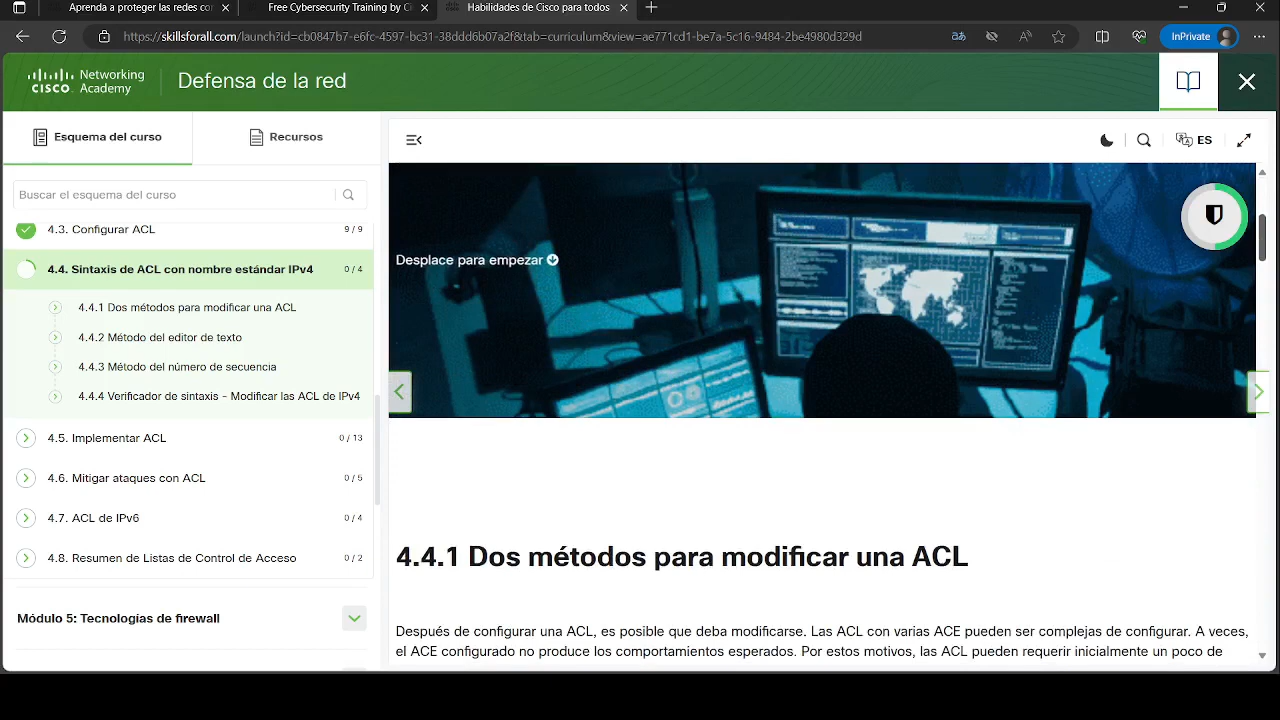 Aprenda a proteger las redes co
Free Cybersecurity Training by Ci
Habilidades de Cisco para todos
https://skillsforall.com/launch?id=cb0847b7-e6fc-4597-bc31-38ddd6b07a2f&tab=curriculum&view=ae771cd1-be7a-5c16-9484-2be4980d329d
InPrivate
CISCO Networking Academy
Defensa de la red
Esquema del curso
Recursos
ES
Buscar el esquema del curso
4.3. Configurar ACL 9 / 9
4.4. Sintaxis de ACL con nombre estándar IPv4 0 / 4
4.4.1 Dos métodos para modificar una ACL
4.4.2 Método del editor de texto
4.4.3 Método del número de secuencia
4.4.4 Verificador de sintaxis - Modificar las ACL de IPv4
4.5. Implementar ACL 0 / 13
4.6. Mitigar ataques con ACL 0 / 5
4.7. ACL de IPv6 0 / 4
4.8. Resumen de Listas de Control de Acceso 0 / 2
Módulo 5: Tecnologías de firewall
Desplace para empezar
4.4.1 Dos métodos para modificar una ACL
Después de configurar una ACL, es posible que deba modificarse. Las ACL con varias ACE pueden ser complejas de configurar. A veces,
el ACE configurado no produce los comportamientos esperados. Por estos motivos, las ACL pueden requerir inicialmente un poco de